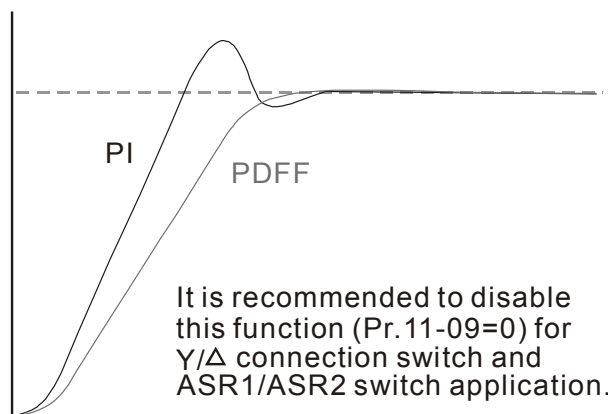 PI
PDFF
It is recommended to disable
this function (Pr.11-09=0) for
Y/Δ connection switch and
ASR1/ASR2 switch application.